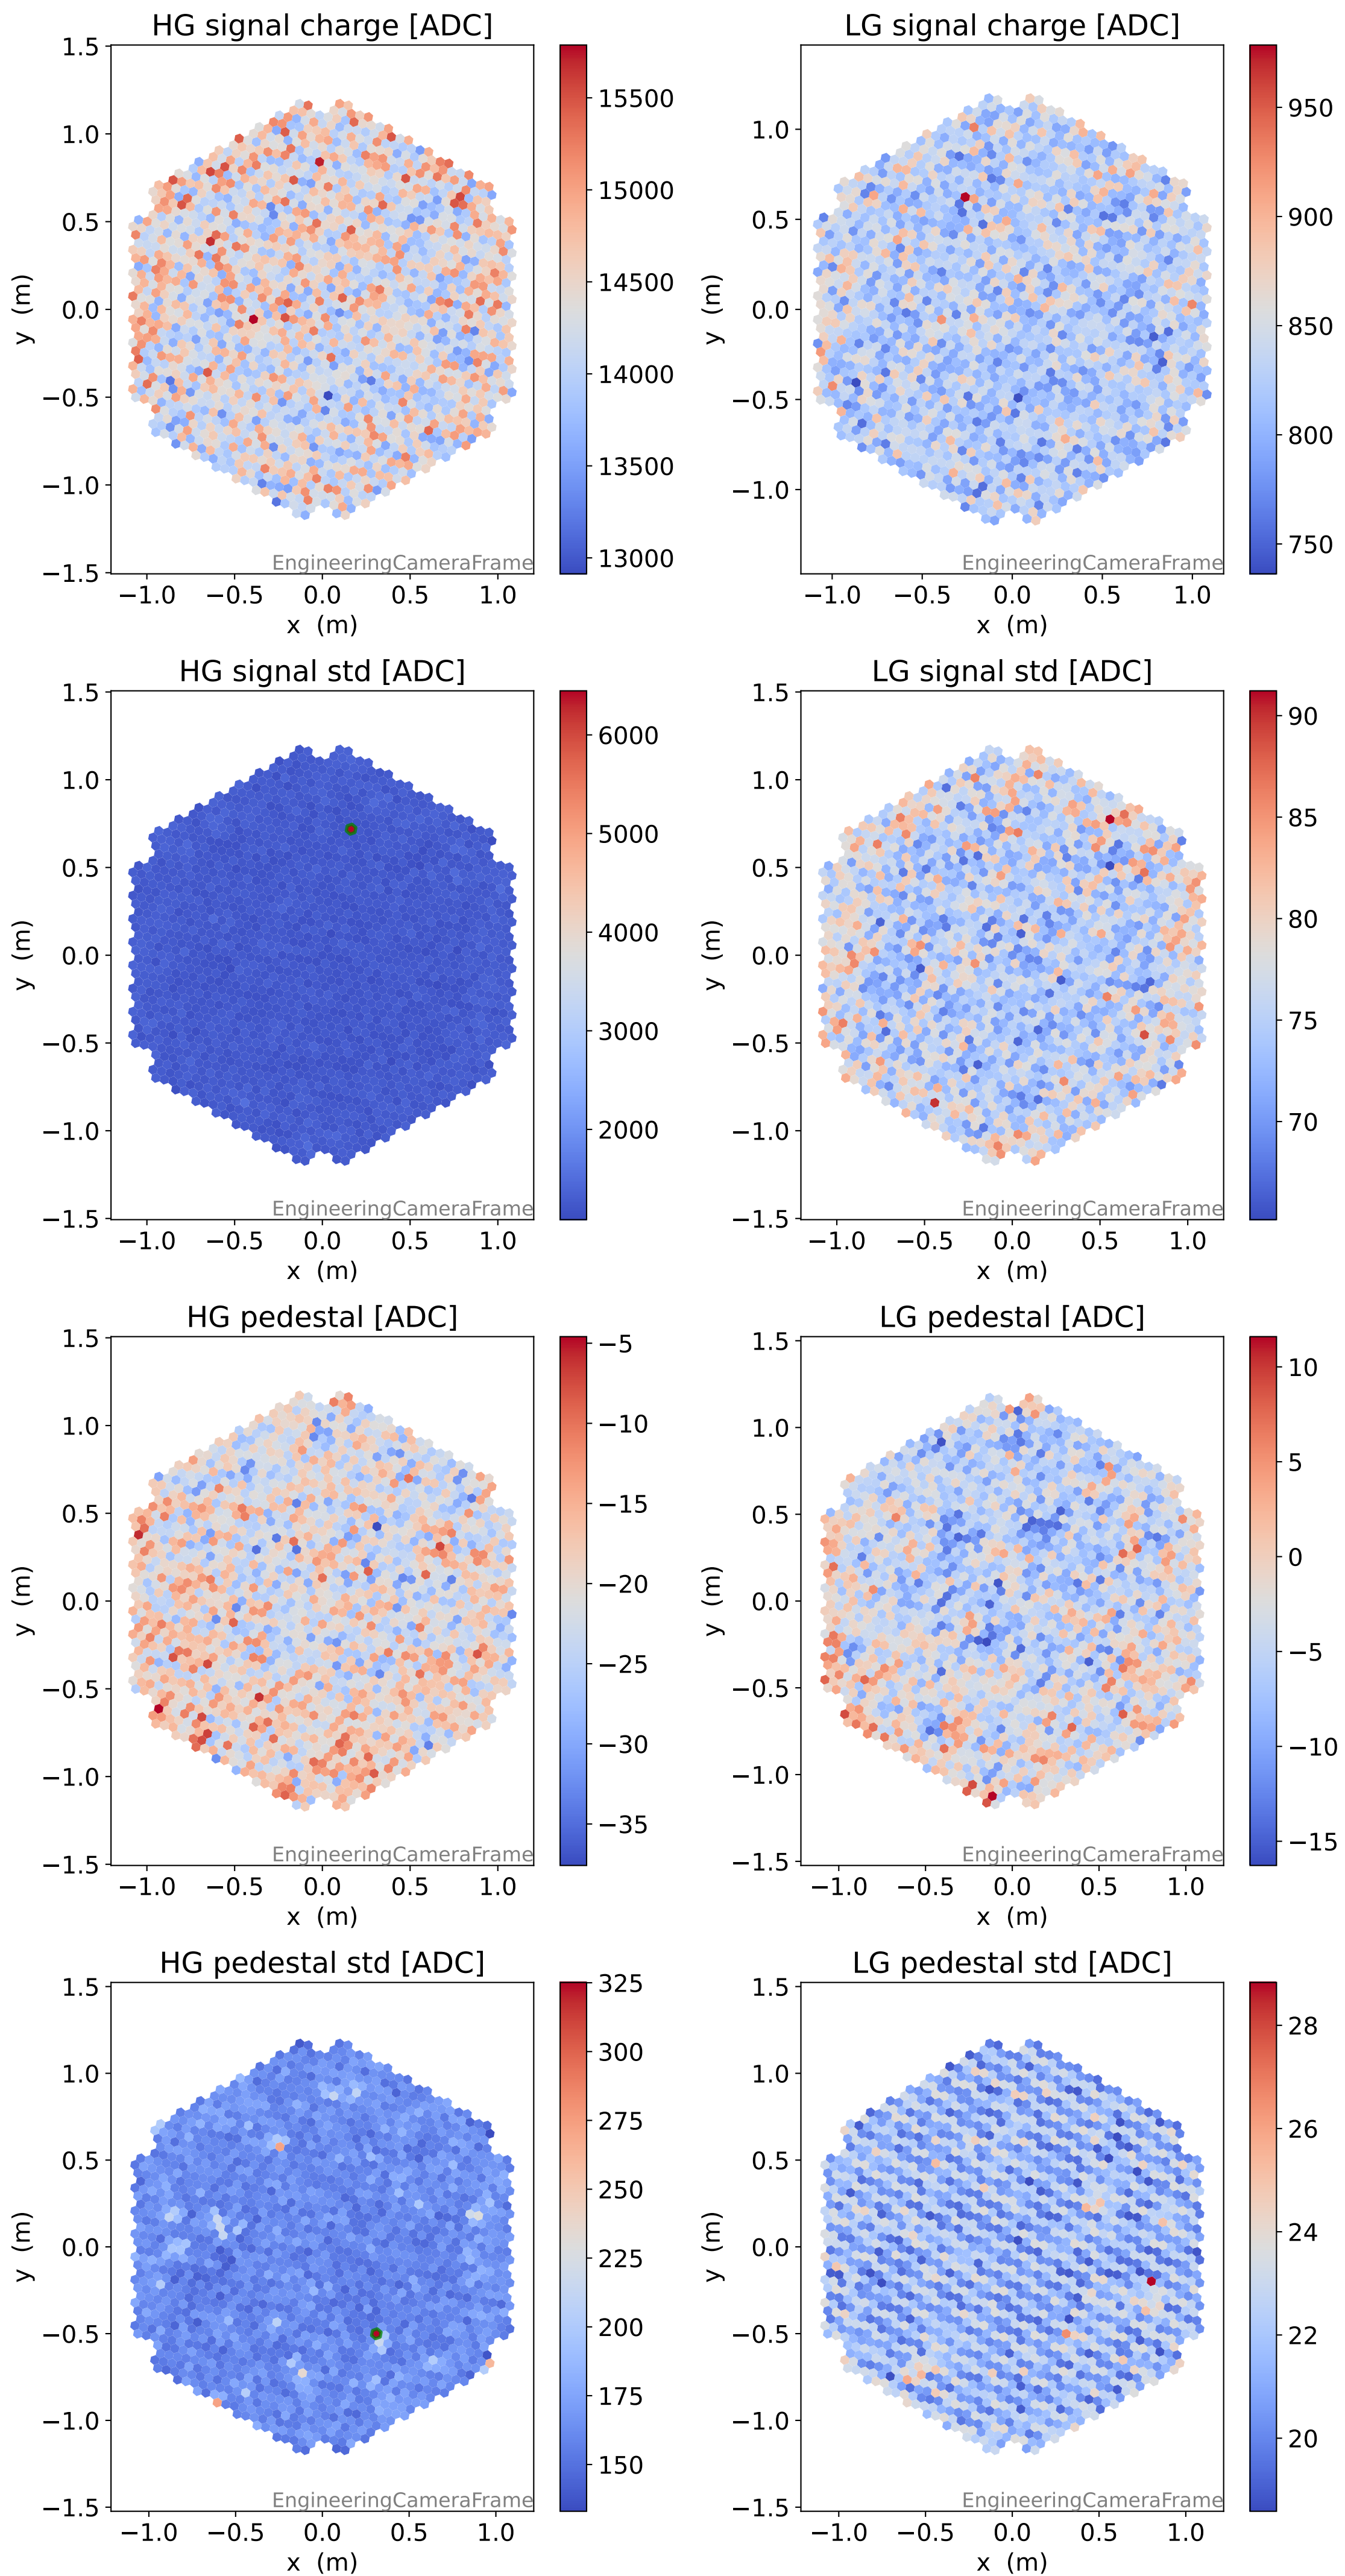 HG signal charge [ADC]
1.5
1.0
0.5
0.0
−0.5
−1.0
−1.5
y (m)
−1.0 −0.5 0.0 0.5 1.0
x (m)
EngineeringCameraFrame
15500
15000
14500
14000
13500
13000
LG signal charge [ADC]
1.5
1.0
0.5
0.0
−0.5
−1.0
y (m)
−1.0 −0.5 0.0 0.5 1.0
x (m)
EngineeringCameraFrame
950
900
850
800
750
HG signal std [ADC]
1.5
1.0
0.5
0.0
−0.5
−1.0
−1.5
y (m)
−1.0 −0.5 0.0 0.5 1.0
x (m)
EngineeringCameraFrame
6000
5000
4000
3000
2000
LG signal std [ADC]
1.5
1.0
0.5
0.0
−0.5
−1.0
−1.5
y (m)
−1.0 −0.5 0.0 0.5 1.0
x (m)
EngineeringCameraFrame
90
85
80
75
70
HG pedestal [ADC]
1.5
1.0
0.5
0.0
−0.5
−1.0
−1.5
y (m)
−1.0 −0.5 0.0 0.5 1.0
x (m)
EngineeringCameraFrame
−5
−10
−15
−20
−25
−30
−35
LG pedestal [ADC]
1.5
1.0
0.5
0.0
−0.5
−1.0
−1.5
y (m)
−1.0 −0.5 0.0 0.5 1.0
x (m)
EngineeringCameraFrame
10
5
0
−5
−10
−15
HG pedestal std [ADC]
1.5
1.0
0.5
0.0
−0.5
−1.0
−1.5
y (m)
−1.0 −0.5 0.0 0.5 1.0
x (m)
EngineeringCameraFrame
325
300
275
250
225
200
175
150
LG pedestal std [ADC]
1.5
1.0
0.5
0.0
−0.5
−1.0
−1.5
y (m)
−1.0 −0.5 0.0 0.5 1.0
x (m)
EngineeringCameraFrame
28
26
24
22
20